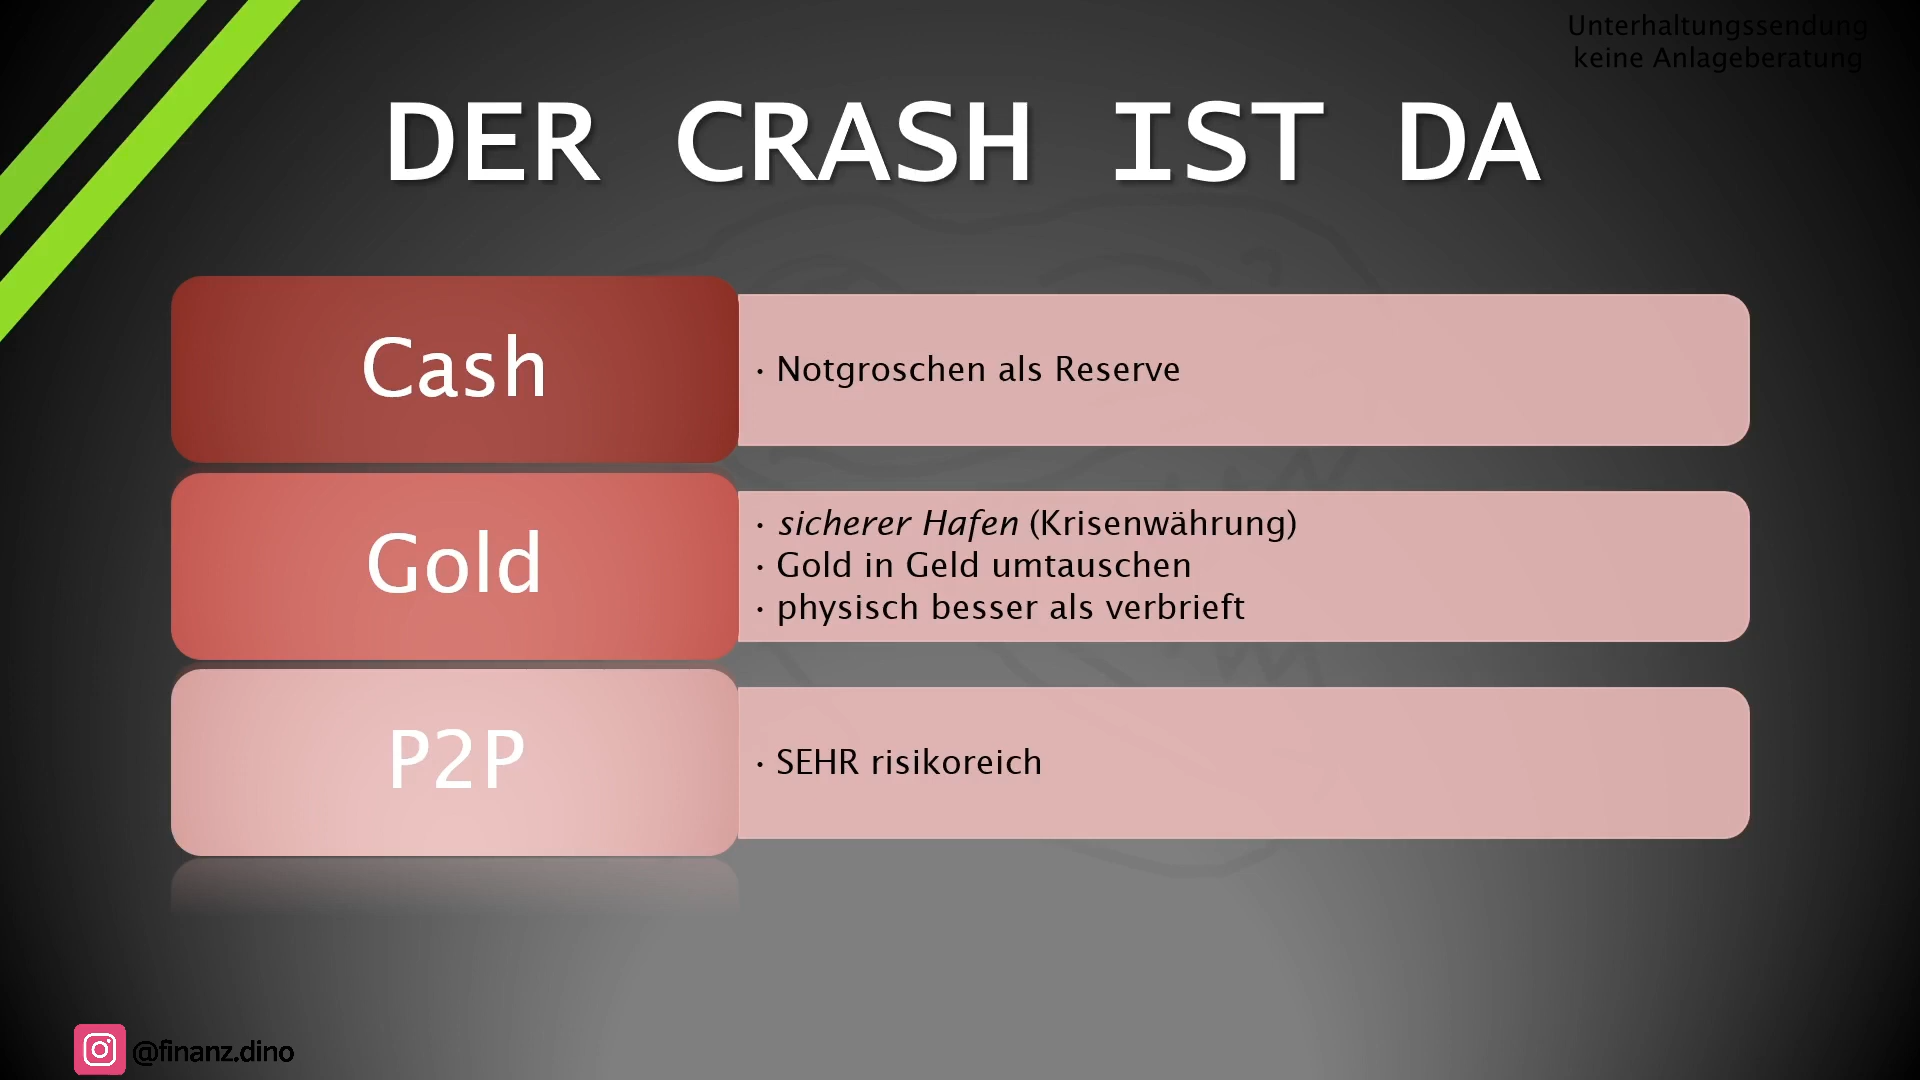 Unterhaltungssendung
keine Anlageberatung
DER CRASH IST DA
Cash
• Notgroschen als Reserve
Gold
• sicherer Hafen (Krisenwährung)
• Gold in Geld umtauschen
• physisch besser als verbrieft
P2P
• SEHR risikoreich
@finanz.dino